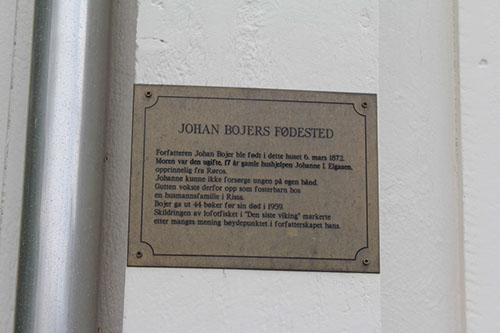 JOHAN BOJERS FØDESTED
Forfatteren Johan Bojer ble født i dette huset 6. mars 1872.
Moren var den ugifte, 17 år gamle hushjelpen Johanne I. Elgaaen,
opprinnelig fra Røros.
Johanne kunne ikke forsørge ungen på egen hånd.
Gutten vokste derfor opp som fosterbarn hos
en husmannsfamilie i Rissa.
Bojer ga ut 44 bøker før sin død i 1959.
Skildringen av lofotfisket i "Den siste viking" markerte
etter manges mening høydepunktet i forfatterskapet hans.